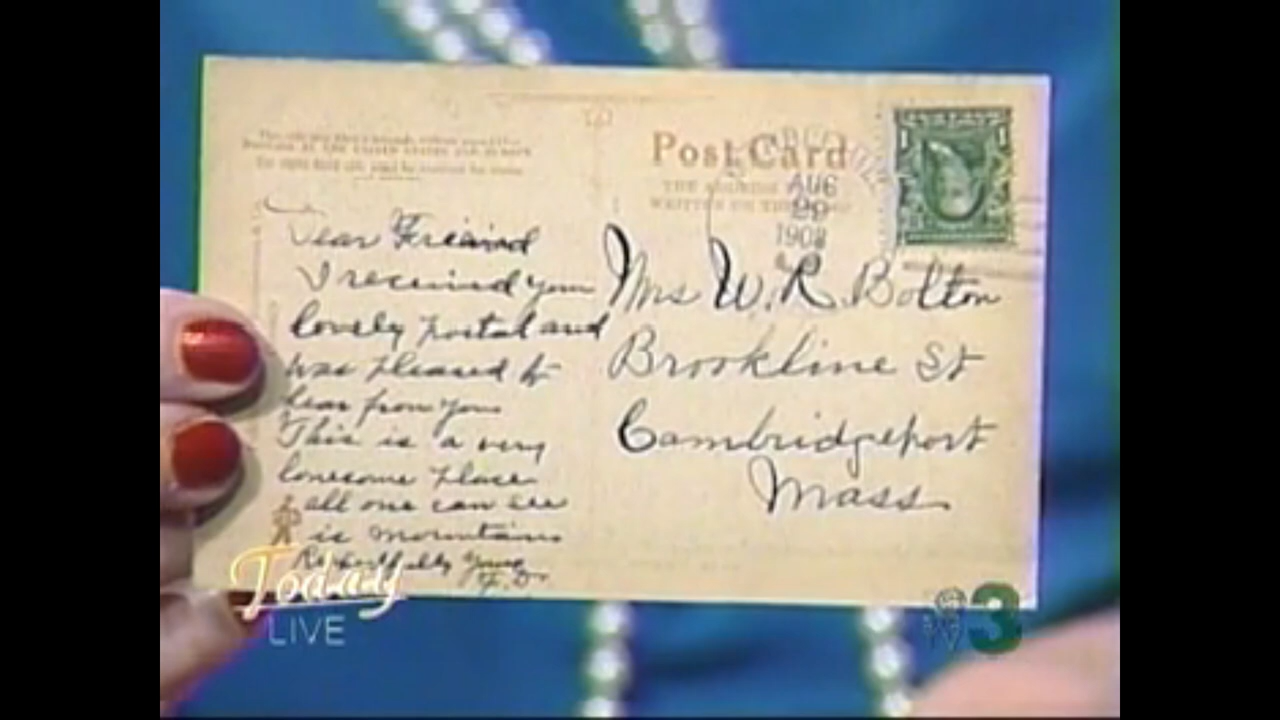 Post Card
AUG
29
1908
1
Dear Friend
I received your
lovely postal and
was pleased to
hear from you
This is a very
lonesome place
all one can see
is mountains
Respectfully Yours
F.D.
Mrs W. R. Bolton
Brookline St
Cambridgeport
Mass
Today
LIVE
3